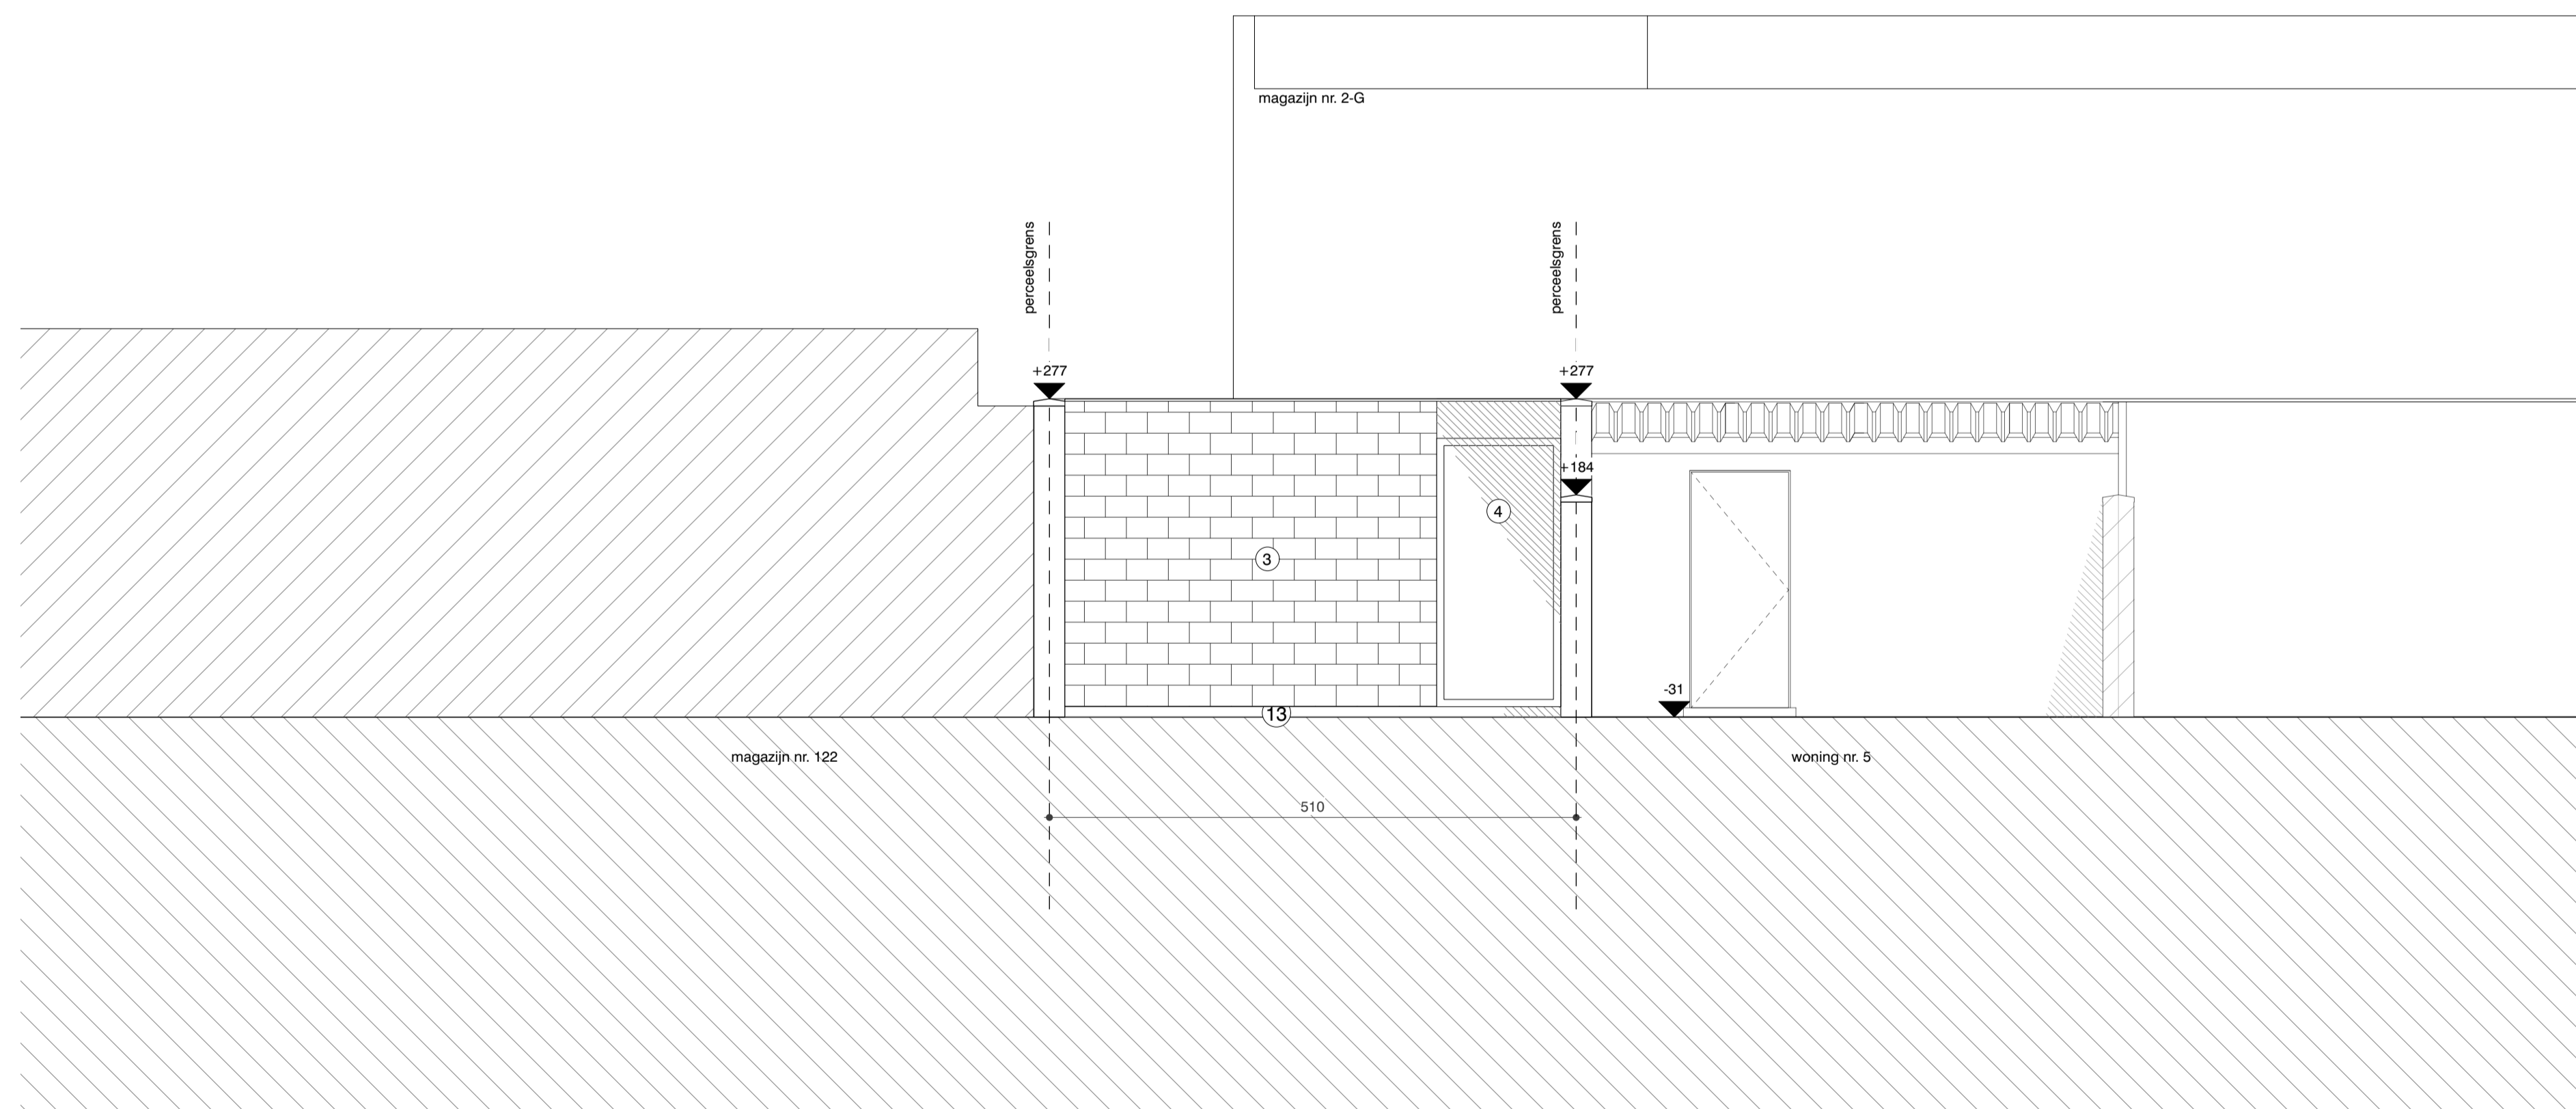 magazijn nr. 2-G
perceelsgrens
perceelsgrens
+277
+277
+184
4
3
-31
13
magazijn nr. 122
woning nr. 5
510